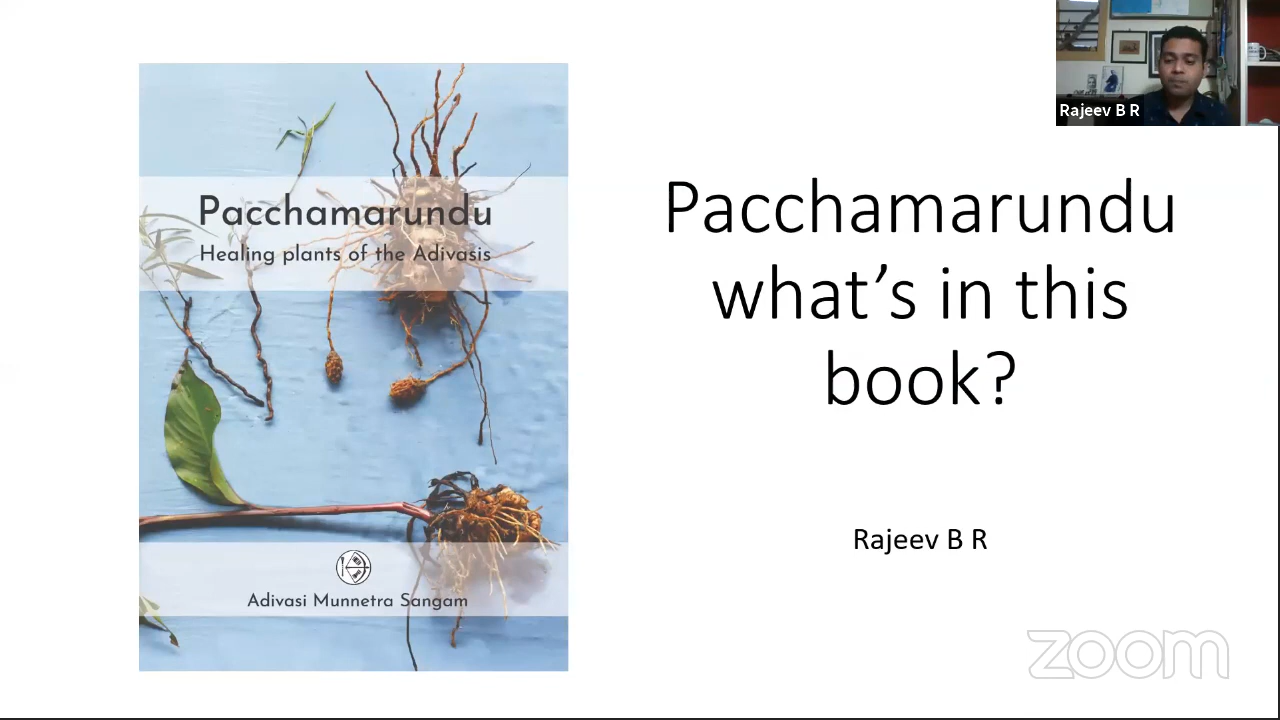 Pacchamarundu
Healing plants of the Adivasis
Adivasi Munnetra Sangam
Rajeev B R
Pacchamarundu
what’s in this
book?
Rajeev B R
zoom